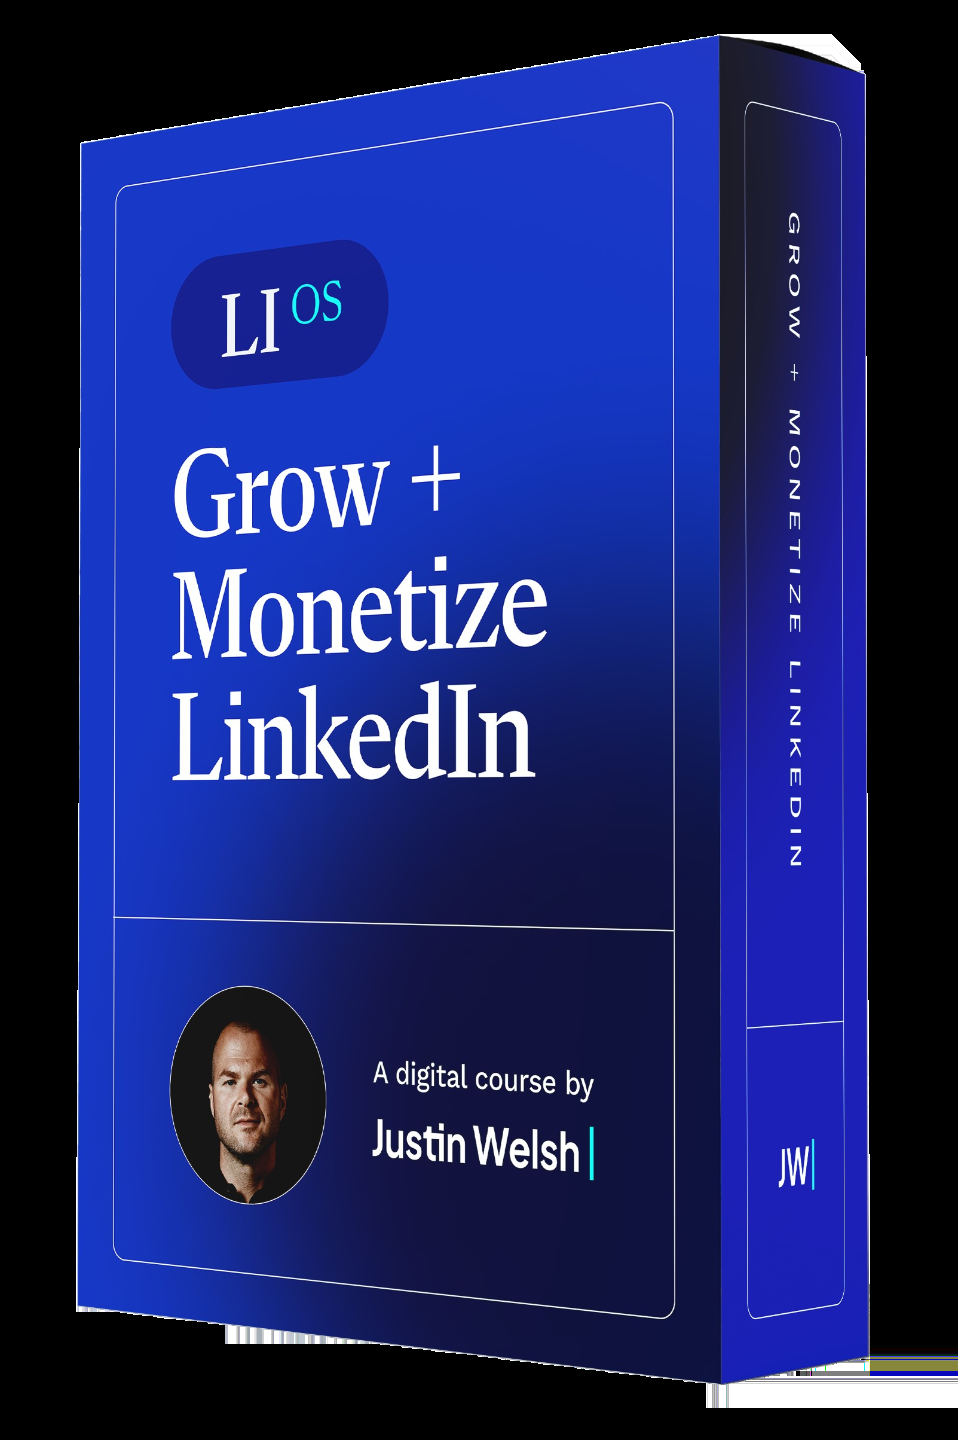 LI OS
Grow +
Monetize
LinkedIn
A digital course by
Justin Welsh|
GROW + MONETIZE LINKEDIN
JW|